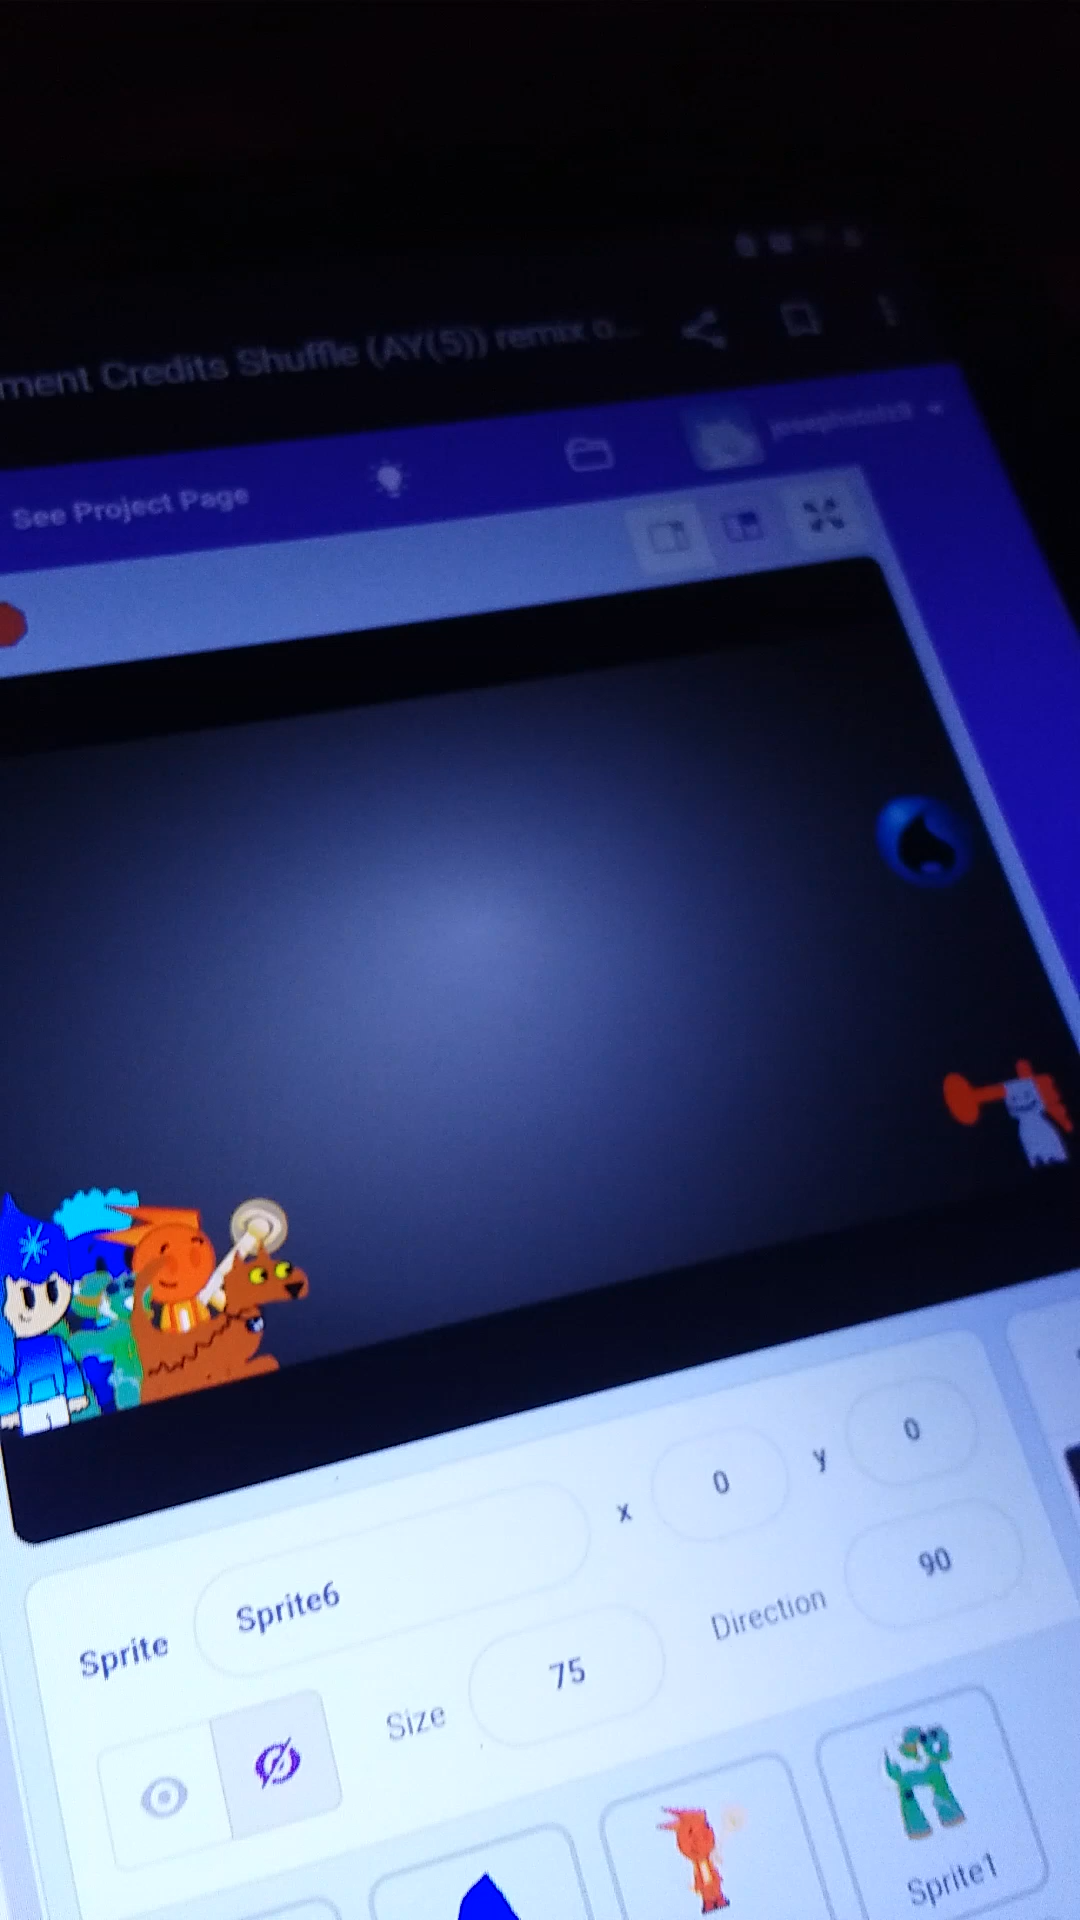 ment Credits Shuffle (AY(5)) remix o...
See Project Page
x 0 y 0
Sprite Sprite6
Direction 90
Size 75
Sprite1